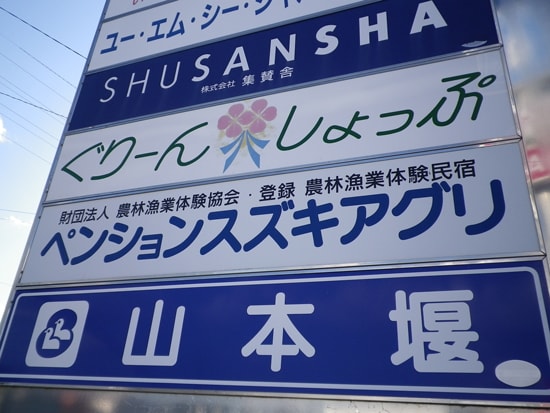 ユー・エム・シー・ジャ
SHUSANSHA
株式会社 集賛舎
ぐりーん しょっぷ
財団法人 農林漁業体験協会・登録 農林漁業体験民宿
ペンションスズキアグリ
山本堰